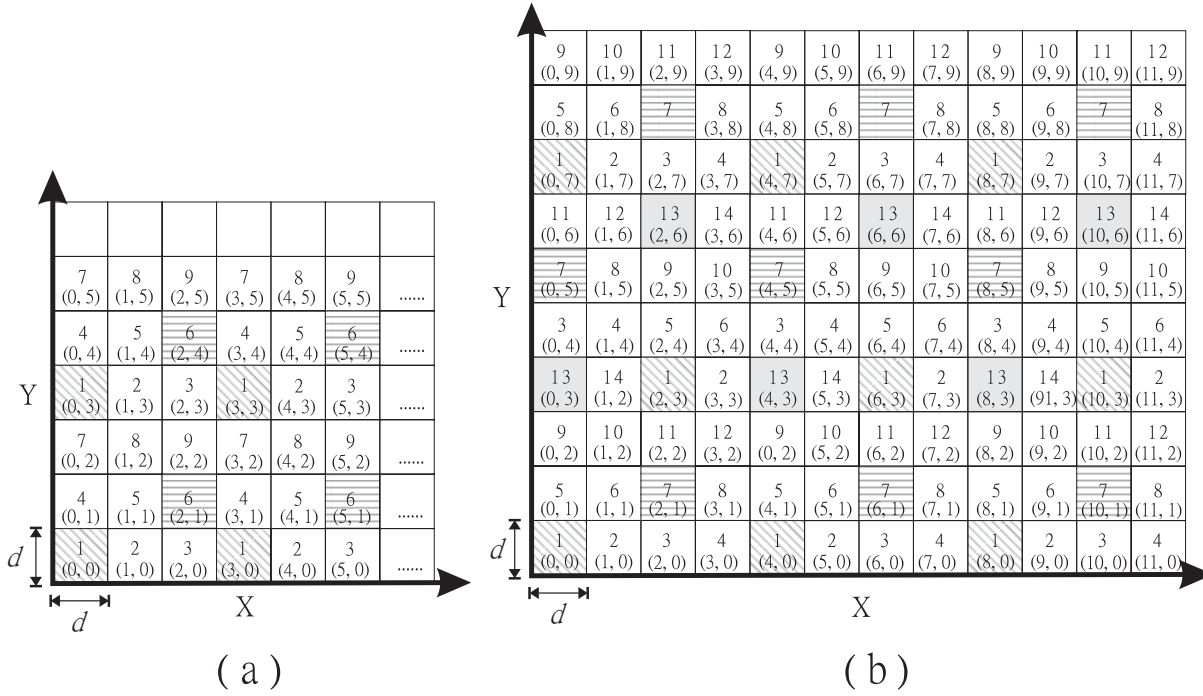 7 8 9 7 8 9
(0, 5) (1, 5) (2, 5) (3, 5) (4, 5) (5, 5) ......
4 5 6 4 5 6
(0, 4) (1, 4) (2, 4) (3, 4) (4, 4) (5, 4) ......
1 2 3 1 2 3
(0, 3) (1, 3) (2, 3) (3, 3) (4, 3) (5, 3) ......
Y
7 8 9 7 8 9
(0, 2) (1, 2) (2, 2) (3, 2) (4, 2) (5, 2) ......
4 5 6 4 5 6
(0, 1) (1, 1) (2, 1) (3, 1) (4, 1) (5, 1) ......
1 2 3 1 2 3
(0, 0) (1, 0) (2, 0) (3, 0) (4, 0) (5, 0) ......
d
d
X
(a)
9 10 11 12 9 10 11 12 9 10 11 12
(0, 9) (1, 9) (2, 9) (3, 9) (4, 9) (5, 9) (6, 9) (7, 9) (8, 9) (9, 9) (10, 9) (11, 9)
5 6 7 8 5 6 7 8 5 6 7 8
(0, 8) (1, 8) (3, 8) (4, 8) (5, 8) (7, 8) (8, 8) (9, 8) (11, 8)
1 2 3 4 1 2 3 4 1 2 3 4
(0, 7) (1, 7) (2, 7) (3, 7) (4, 7) (5, 7) (6, 7) (7, 7) (8, 7) (9, 7) (10, 7) (11, 7)
11 12 13 14 11 12 13 14 11 12 13 14
(0, 6) (1, 6) (2, 6) (3, 6) (4, 6) (5, 6) (6, 6) (7, 6) (8, 6) (9, 6) (10, 6) (11, 6)
Y
7 8 9 10 7 8 9 10 7 8 9 10
(0, 5) (1, 5) (2, 5) (3, 5) (4, 5) (5, 5) (6, 5) (7, 5) (8, 5) (9, 5) (10, 5) (11, 5)
3 4 5 6 3 4 5 6 3 4 5 6
(0, 4) (1, 4) (2, 4) (3, 4) (4, 4) (5, 4) (6, 4) (7, 4) (8, 4) (9, 4) (10, 4) (11, 4)
13 14 1 2 13 14 1 2 13 14 1 2
(0, 3) (1, 2) (2, 3) (3, 3) (4, 3) (5, 3) (6, 3) (7, 3) (8, 3) (91, 3) (10, 3) (11, 3)
9 10 11 12 9 10 11 12 9 10 11 12
(0, 2) (1, 2) (2, 2) (3, 2) (0, 2) (5, 2) (6, 2) (7, 2) (8, 2) (9, 2) (10, 2) (11, 2)
5 6 7 8 5 6 7 8 5 6 7 8
(0, 1) (1, 1) (2, 1) (3, 1) (4, 1) (5, 1) (6, 1) (8, 1) (8, 1) (9, 1) (10, 1) (11, 1)
1 2 3 4 1 2 3 4 1 2 3 4
(0, 0) (1, 0) (2, 0) (3, 0) (4, 0) (5, 0) (6, 0) (7, 0) (8, 0) (9, 0) (10, 0) (11, 0)
d
d
X
(b)